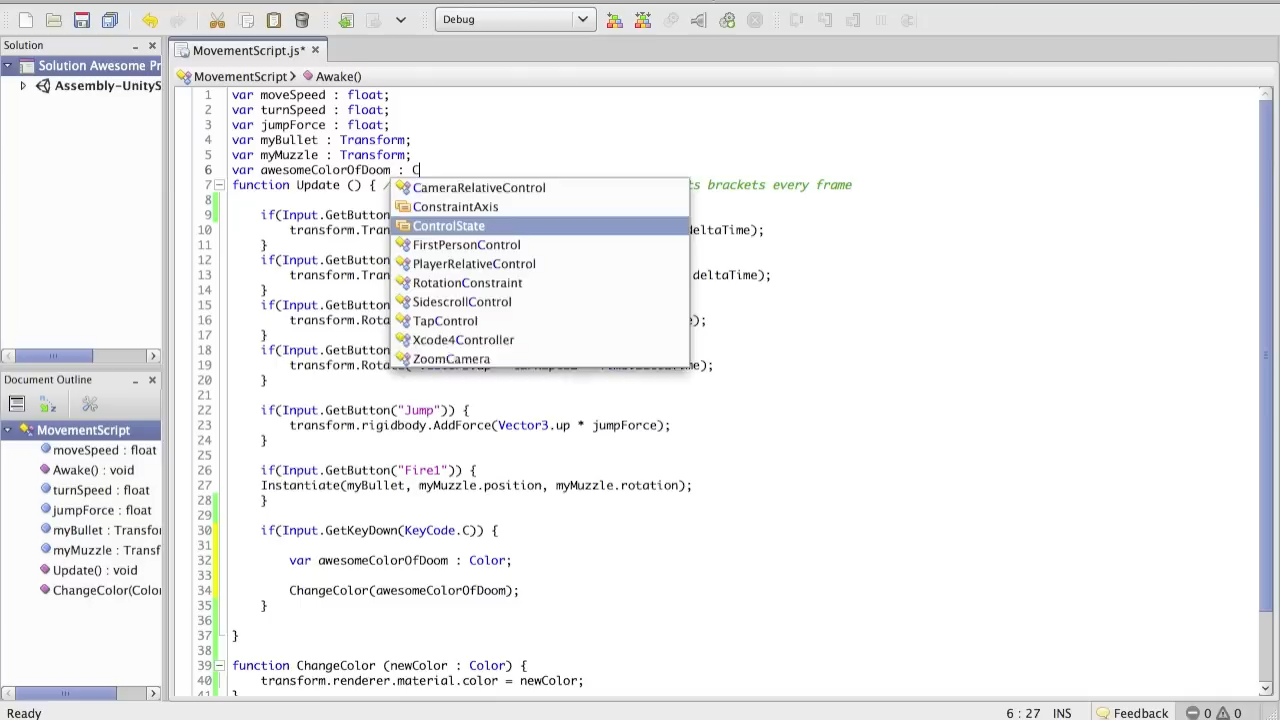 Debug
Solution
MovementScript.js*
Solution Awesome Pr
Assembly-UnityS
MovementScript
Awake()
1 var moveSpeed : float;
2 var turnSpeed : float;
3 var jumpForce : float;
4 var myBullet : Transform;
5 var myMuzzle : Transform;
6 var awesomeColorOfDoom : C
7 function Update () { / s brackets every frame
CameraRelativeControl
ConstraintAxis
ControlState
FirstPersonControl
PlayerRelativeControl
RotationConstraint
SidescrollControl
TapControl
Xcode4Controller
ZoomCamera
8
9 if(Input.GetButton
10 transform.Tran deltaTime);
11 }
12 if(Input.GetButton
13 transform.Tran deltaTime);
14 }
15 if(Input.GetButton
16 transform.Rota e);
17 }
18 if(Input.GetButton
19 transform.Rota );
20 }
21
22 if(Input.GetButton("Jump")) {
23 transform.rigidbody.AddForce(Vector3.up * jumpForce);
24 }
25
26 if(Input.GetButton("Fire1")) {
27 Instantiate(myBullet, myMuzzle.position, myMuzzle.rotation);
28 }
29
30 if(Input.GetKeyDown(KeyCode.C)) {
31
32 var awesomeColorOfDoom : Color;
33
34 ChangeColor(awesomeColorOfDoom);
35 }
36
37 }
38
39 function ChangeColor (newColor : Color) {
40 transform.renderer.material.color = newColor;
41 }
Document Outline
MovementScript
moveSpeed : float
Awake() : void
turnSpeed : float
jumpForce : float
myBullet : Transfor
myMuzzle : Transf
Update() : void
ChangeColor(Color
Ready
6 : 27 INS
Feedback
0 0